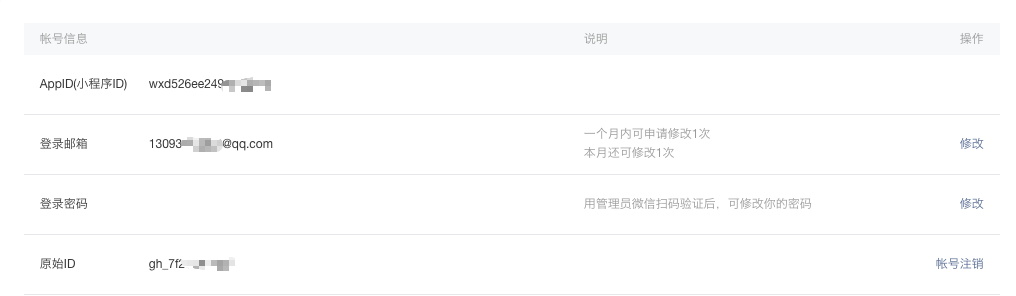 帐号信息 说明 操作
AppID(小程序ID) wxd526ee249
登录邮箱 13093 @qq.com 一个月内可申请修改1次
本月还可修改1次 修改
登录密码 用管理员微信扫码验证后，可修改你的密码 修改
原始ID gh_7f2 帐号注销